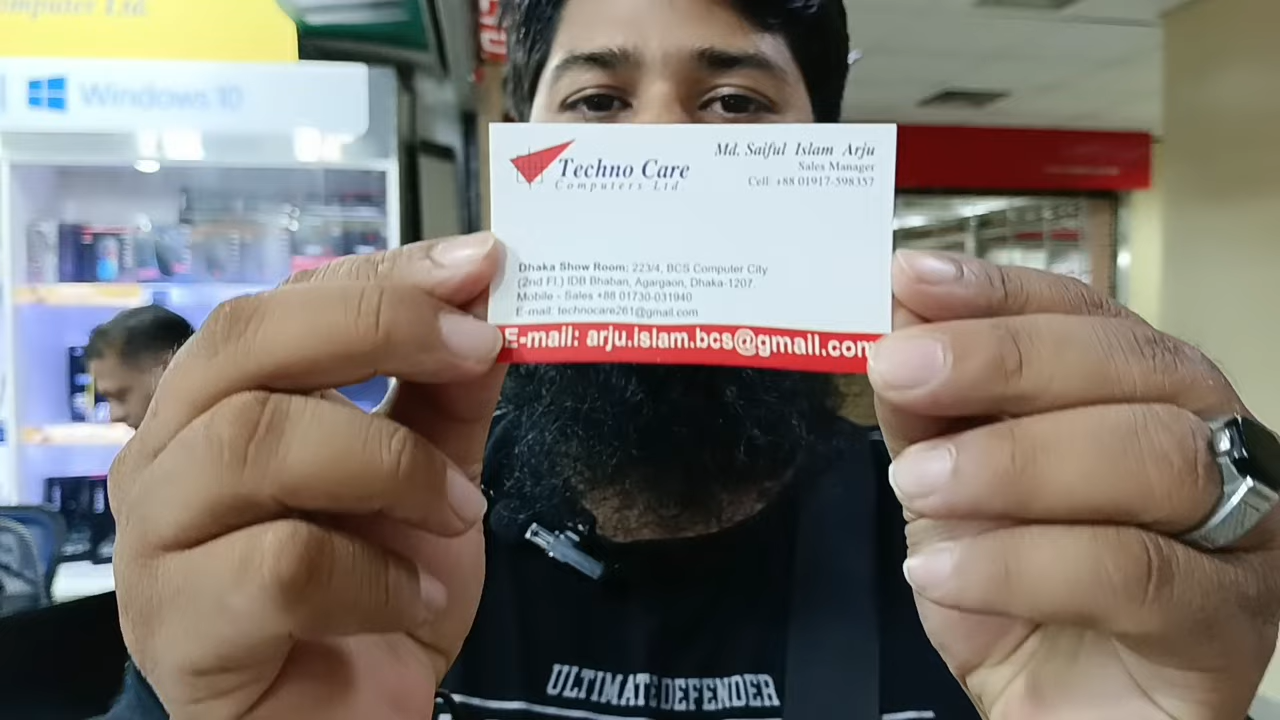 omputer Ltd.
Windows 10
Techno Care
Computers Ltd
Md. Saiful Islam Arju
Sales Manager
Cell: +88 01917-598357
Dhaka Show Room: 223/4, BCS Computer City
(2nd Fl.) IDB Bhaban, Agargaon, Dhaka-1207.
Mobile - Sales +88 01730-031940
E-mail: technocare261@gmail.com
E-mail: arju.islam.bcs@gmail.com
ULTIMATE DEFENDER